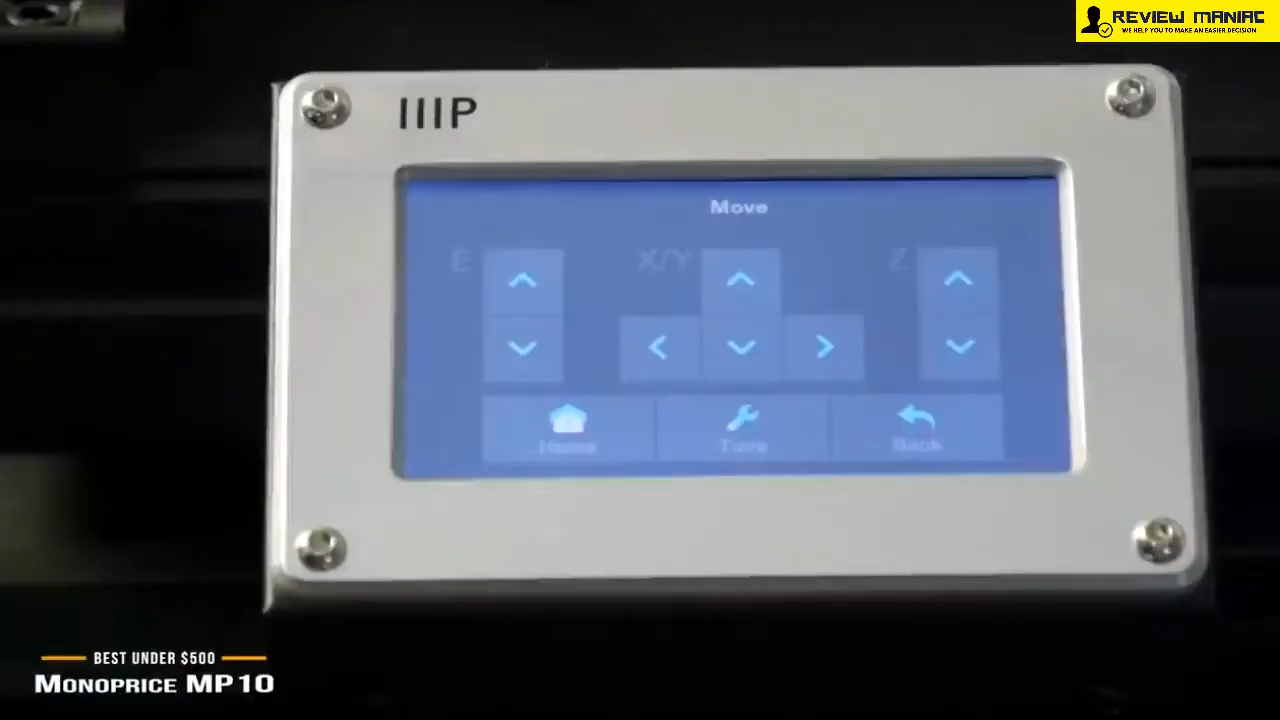 REVIEW MANIAC
WE HELP YOU TO MAKE AN EASIER DECISION
IIIP
Move
E
X/Y
Z
Home
Tune
Back
BEST UNDER $500
MONOPRICE MP10